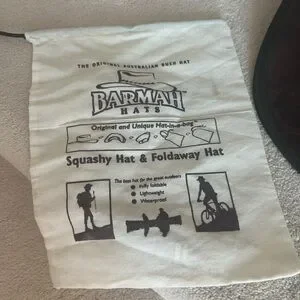 THE ORIGINAL AUSTRALIAN BUSH HAT
BARMAH
HATS
Original and Unique Hat-in-a-bag
Squashy Hat & Foldaway Hat
The best hat for the great outdoors
Fully foldable
Lightweight
Waterproof